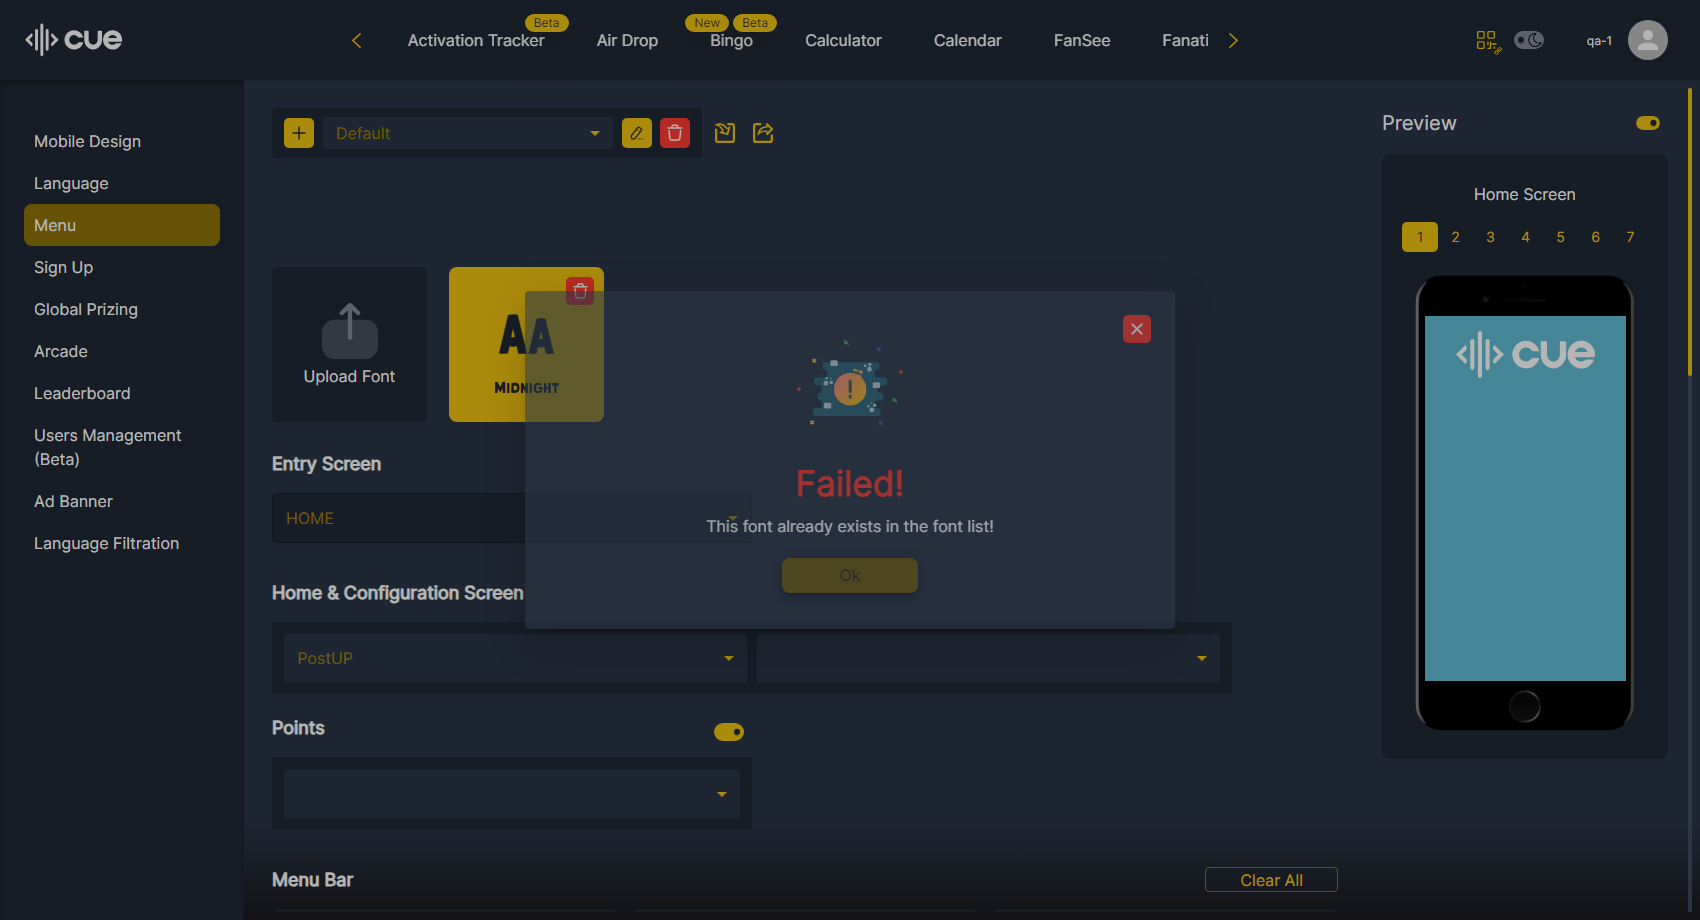 cue
Beta
New
Beta
Activation Tracker
Air Drop
Bingo
Calculator
Calendar
FanSee
Fanati
qa-1
Mobile Design
Language
Menu
Sign Up
Global Prizing
Arcade
Leaderboard
Users Management
(Beta)
Ad Banner
Language Filtration
Default
Upload Font
AA
Midnight
Entry Screen
HOME
Home & Configuration Screen
PostUP
Points
Menu Bar
Clear All
Failed!
This font already exists in the font list!
Ok
Preview
Home Screen
1 2 3 4 5 6 7
cue